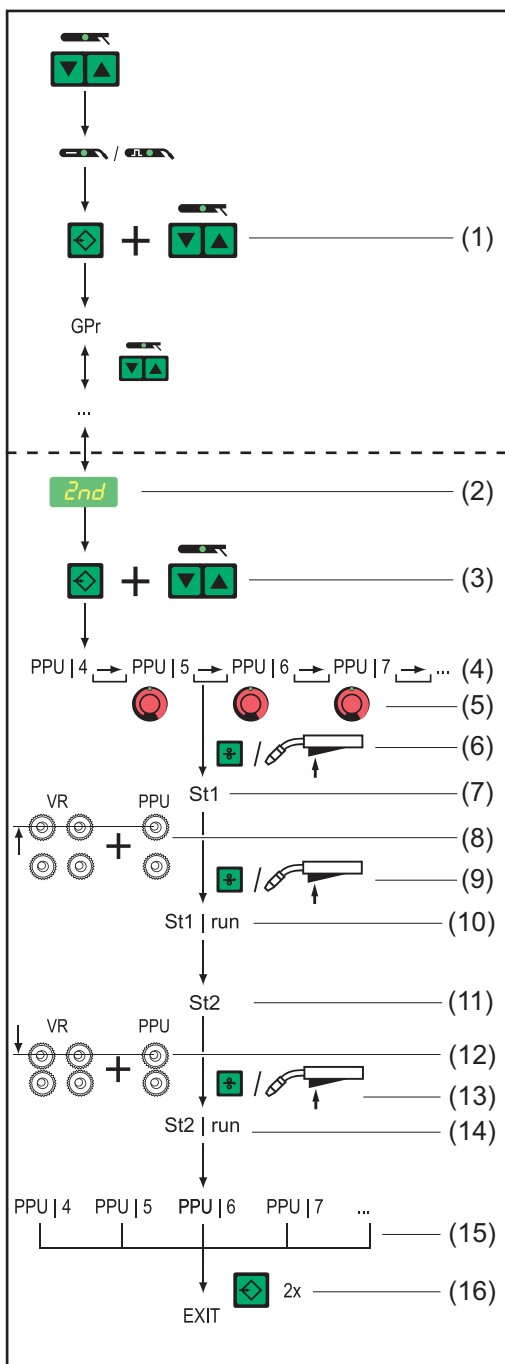 /
+ (1)
GPr
...
2nd (2)
+ (3)
PPU | 4 PPU | 5 PPU | 6 PPU | 7 ... (4)
(5)
/ (6)
St1 (7)
VR PPU
+ (8)
/ (9)
St1 | run (10)
St2 (11)
VR PPU (12)
+ / (13)
St2 | run (14)
PPU | 4 PPU | 5 PPU | 6 PPU | 7 ...
(15)
2x (16)
EXIT